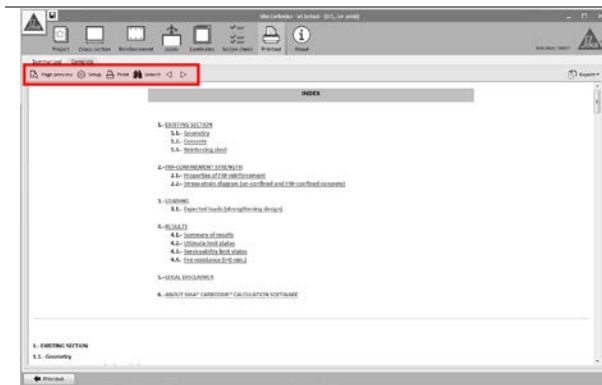 Project Cross-section Reinforcement Loads Laminates Section check Printout About
Summarized Complete
Page preview Setup Print Search
Export
INDEX
1.- EXISTING SECTION
1.1.- Geometry
1.2.- Concrete
1.3.- Reinforcing steel
2.- FRP-CONFINEMENT STRENGTH
2.1.- Properties of FRP reinforcement
2.2.- Stress-strain diagram (un-confined and FRP-confined concrete)
3.- LOADING
3.1.- Expected loads (strengthening design)
4.- RESULTS
4.1.- Summary of results
4.2.- Ultimate limit states
4.3.- Serviceability limit states
4.4.- Fire resistance (t=0 min.)
5.- LEGAL DISCLAIMER
6.- ABOUT SIKA® CARBODUR® CALCULATION SOFTWARE
1.- EXISTING SECTION
1.1.- Geometry
Previous